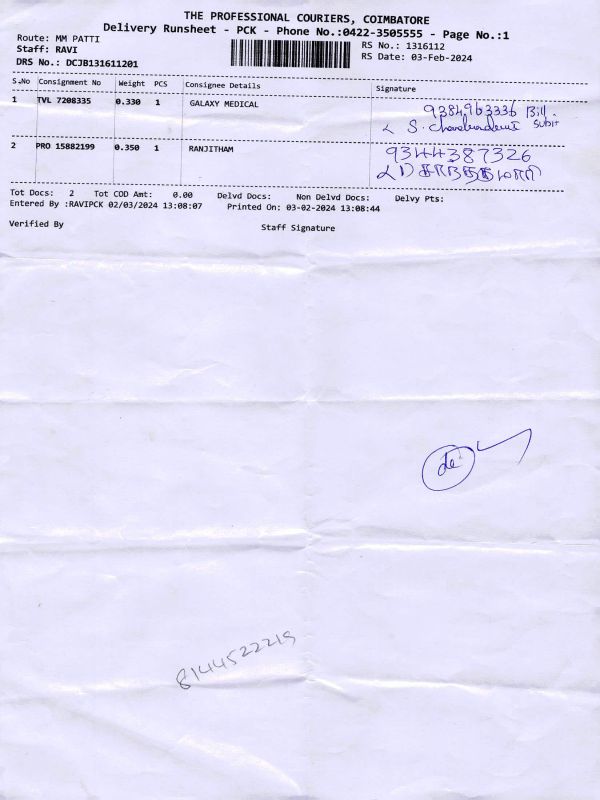 THE PROFESSIONAL COURIERS, COIMBATORE
Delivery Runsheet - PCK - Phone No.:0422-3505555 - Page No.:1
Route: MM PATTI
Staff: RAVI
DRS No.: DCJB131611201
RS No.: 1316112
RS Date: 03-Feb-2024
S.No Consignment No Weight PCS Consignee Details Signature
1 TVL 7208335 0.330 1 GALAXY MEDICAL
9384963336 Bill
S.
2 PRO 15882199 0.350 1 RANJITHAM
9344387326
Tot Docs: 2 Tot COD Amt: 0.00 Delvd Docs: Non Delvd Docs: Delvy Pts:
Entered By :RAVIPCK 02/03/2024 13:08:07 Printed On: 03-02-2024 13:08:44
Verified By Staff Signature
8144522219